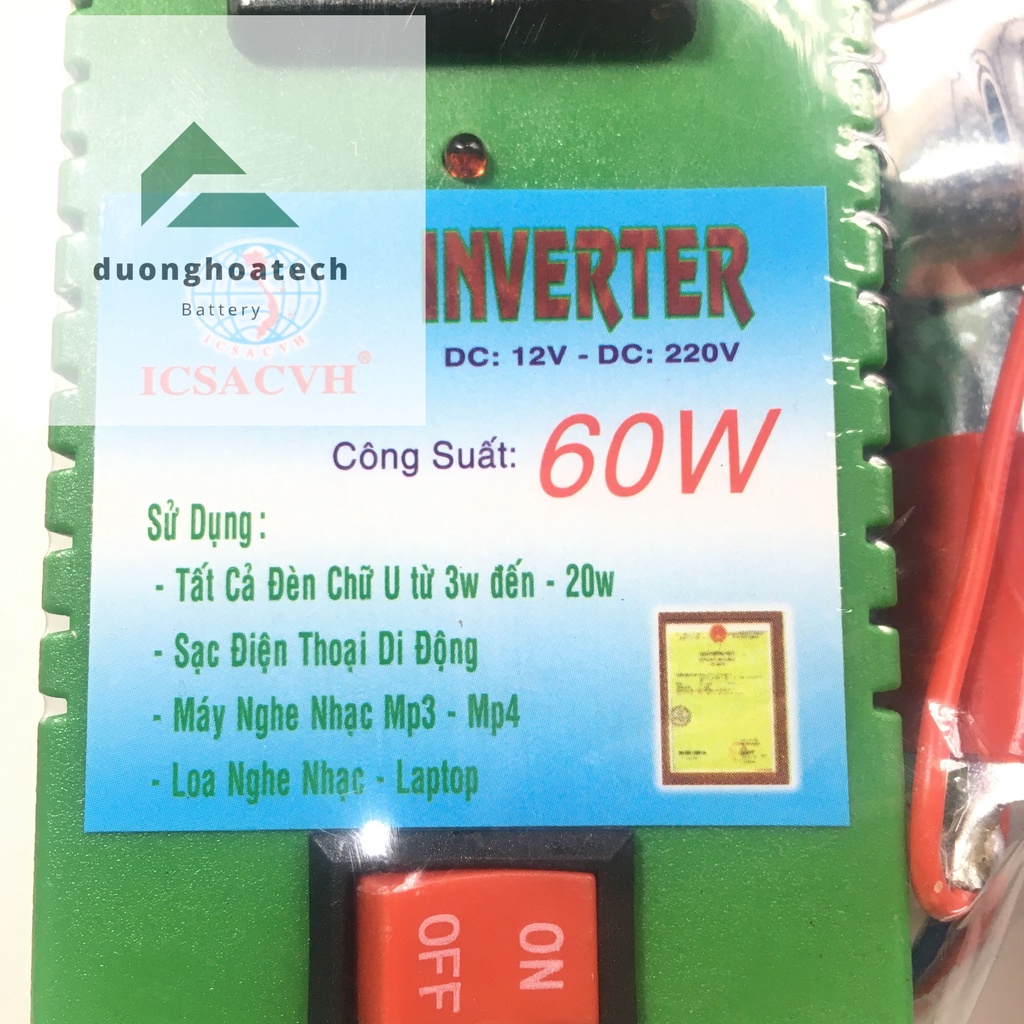 duonghoatech
Battery
ICSACVH
ICSACVH®
INVERTER
DC: 12V - DC: 220V
Công Suất: 60W
Sử Dụng :
- Tất Cả Đèn Chữ U từ 3w đến - 20w
- Sạc Điện Thoại Di Động
- Máy Nghe Nhạc Mp3 - Mp4
- Loa Nghe Nhạc - Laptop
OFF
ON